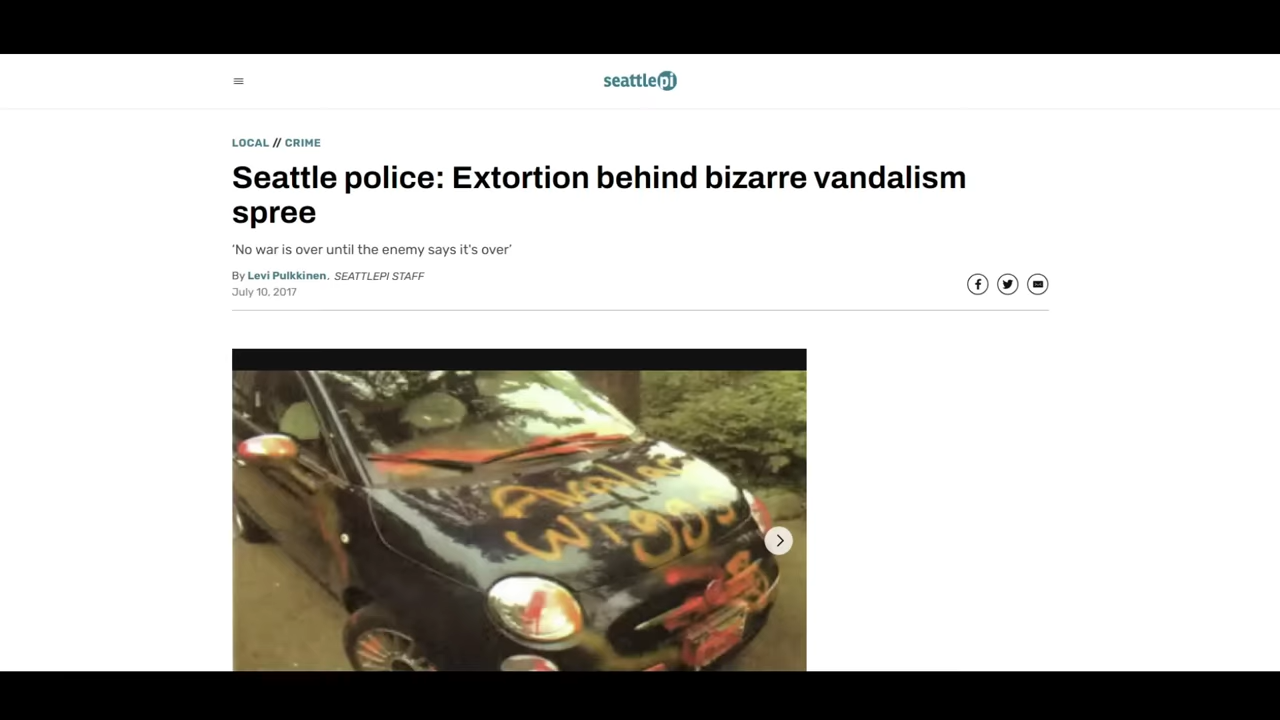 seattlepi
LOCAL // CRIME
Seattle police: Extortion behind bizarre vandalism
spree
‘No war is over until the enemy says it's over’
By Levi Pulkkinen, SEATTLEPI STAFF
July 10, 2017